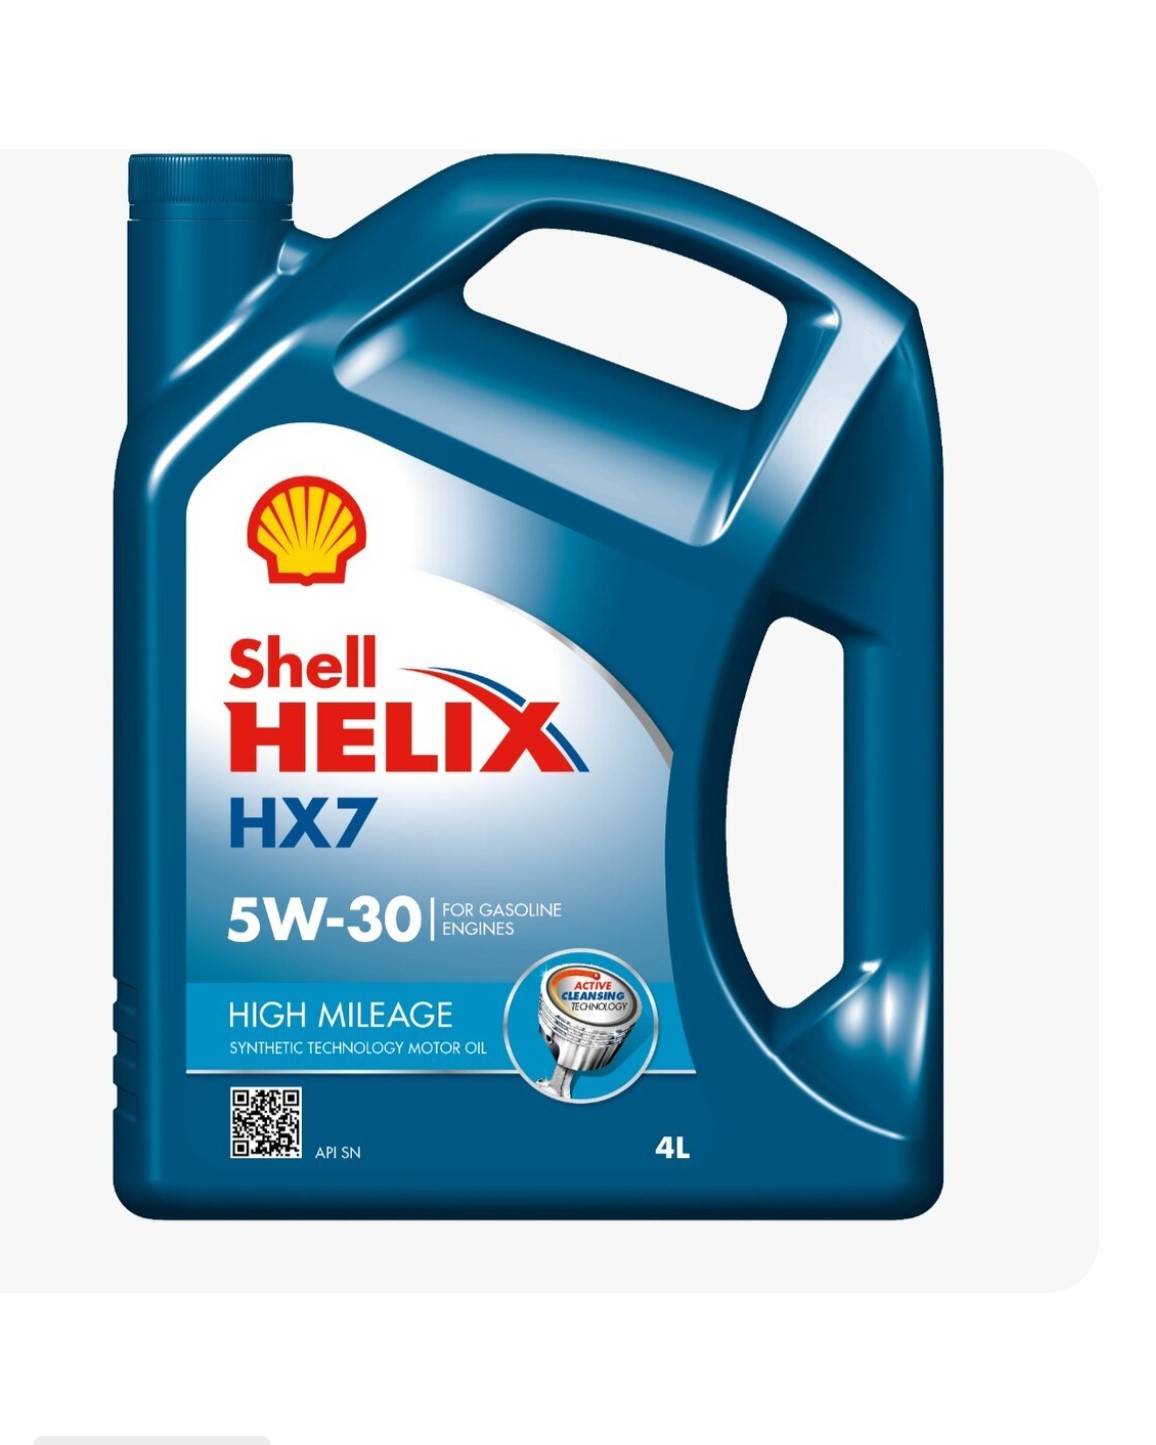 Shell
HELIX
HX7
5W-30
FOR GASOLINE
ENGINES
ACTIVE
CLEANSING
TECHNOLOGY
HIGH MILEAGE
SYNTHETIC TECHNOLOGY MOTOR OIL
API SN
4L